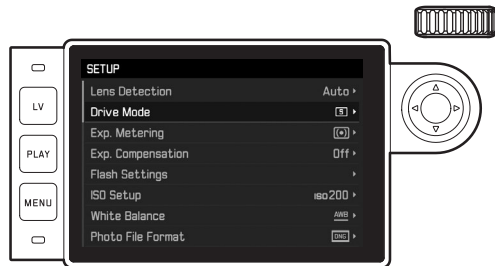 SETUP
Lens Detection Auto
Drive Mode S
Exp. Metering
Exp. Compensation Off
Flash Settings
ISO Setup ISO200
White Balance AWB
Photo File Format DNG
LV
PLAY
MENU